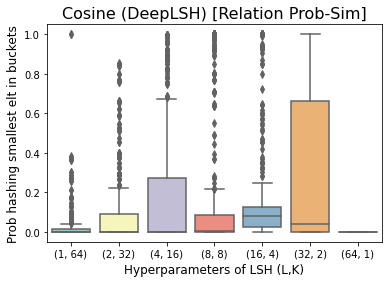 Cosine (DeepLSH) [Relation Prob-Sim]
Prob hashing smallest elt in buckets
1.0
0.8
0.6
0.4
0.2
0.0
(1, 64) (2, 32) (4, 16) (8, 8) (16, 4) (32, 2) (64, 1)
Hyperparameters of LSH (L,K)